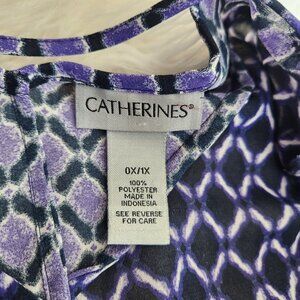 CATHERINES®
0X/1X
100%
POLYESTER
MADE IN
INDONESIA
SEE REVERSE
FOR CARE